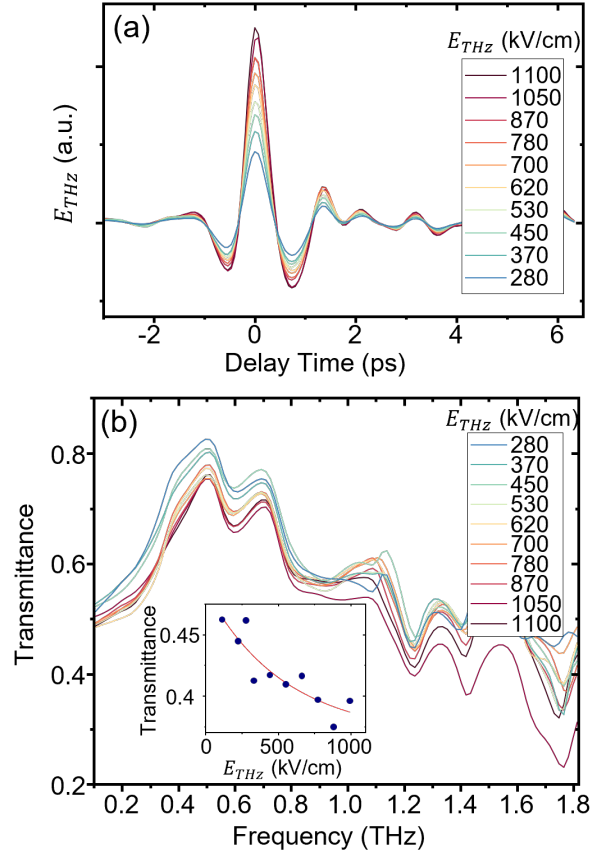 (a)
E_THz (kV/cm)
1100
1050
870
780
700
620
530
450
370
280
E_THz (a.u.)
-2 0 2 4 6
Delay Time (ps)
(b)
E_THz (kV/cm)
280
370
450
530
620
700
780
870
1050
1100
0.8
0.6
0.4
0.2
Transmittance
0.45
0.4
Transmittance
0 500 1000
E_THz (kV/cm)
0.2 0.4 0.6 0.8 1.0 1.2 1.4 1.6 1.8
Frequency (THz)